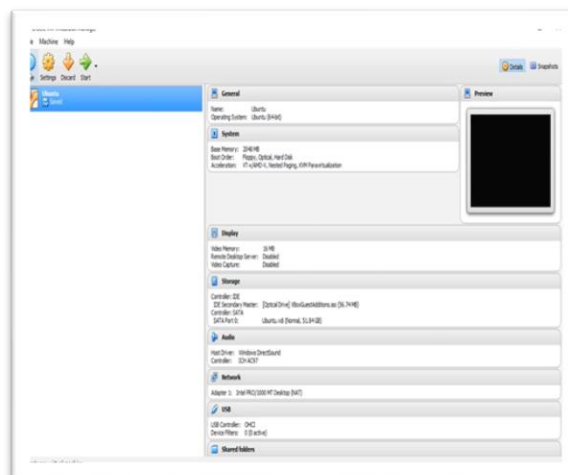 Machine Help
Settings Discard Start
Details Snapshots
Ubuntu
Saved
General
Name: Ubuntu
Operating System: Ubuntu (64-bit)
Preview
System
Base Memory: 2048 MB
Boot Order: Floppy, Optical, Hard Disk
Acceleration: VT-x/AMD-V, Nested Paging, KVM Paravirtualization
Display
Video Memory: 16 MB
Remote Desktop Server: Disabled
Video Capture: Disabled
Storage
Controller: IDE
IDE Secondary Master: [Optical Drive] VBoxGuestAdditions.iso (56.74 MB)
Controller: SATA
SATA Port 0: Ubuntu.vdi (Normal, 51.84 GB)
Audio
Host Driver: Windows DirectSound
Controller: ICH AC97
Network
Adapter 1: Intel PRO/1000 MT Desktop (NAT)
USB
USB Controller: OHCI
Device Filters: 0 (0 active)
Shared folders